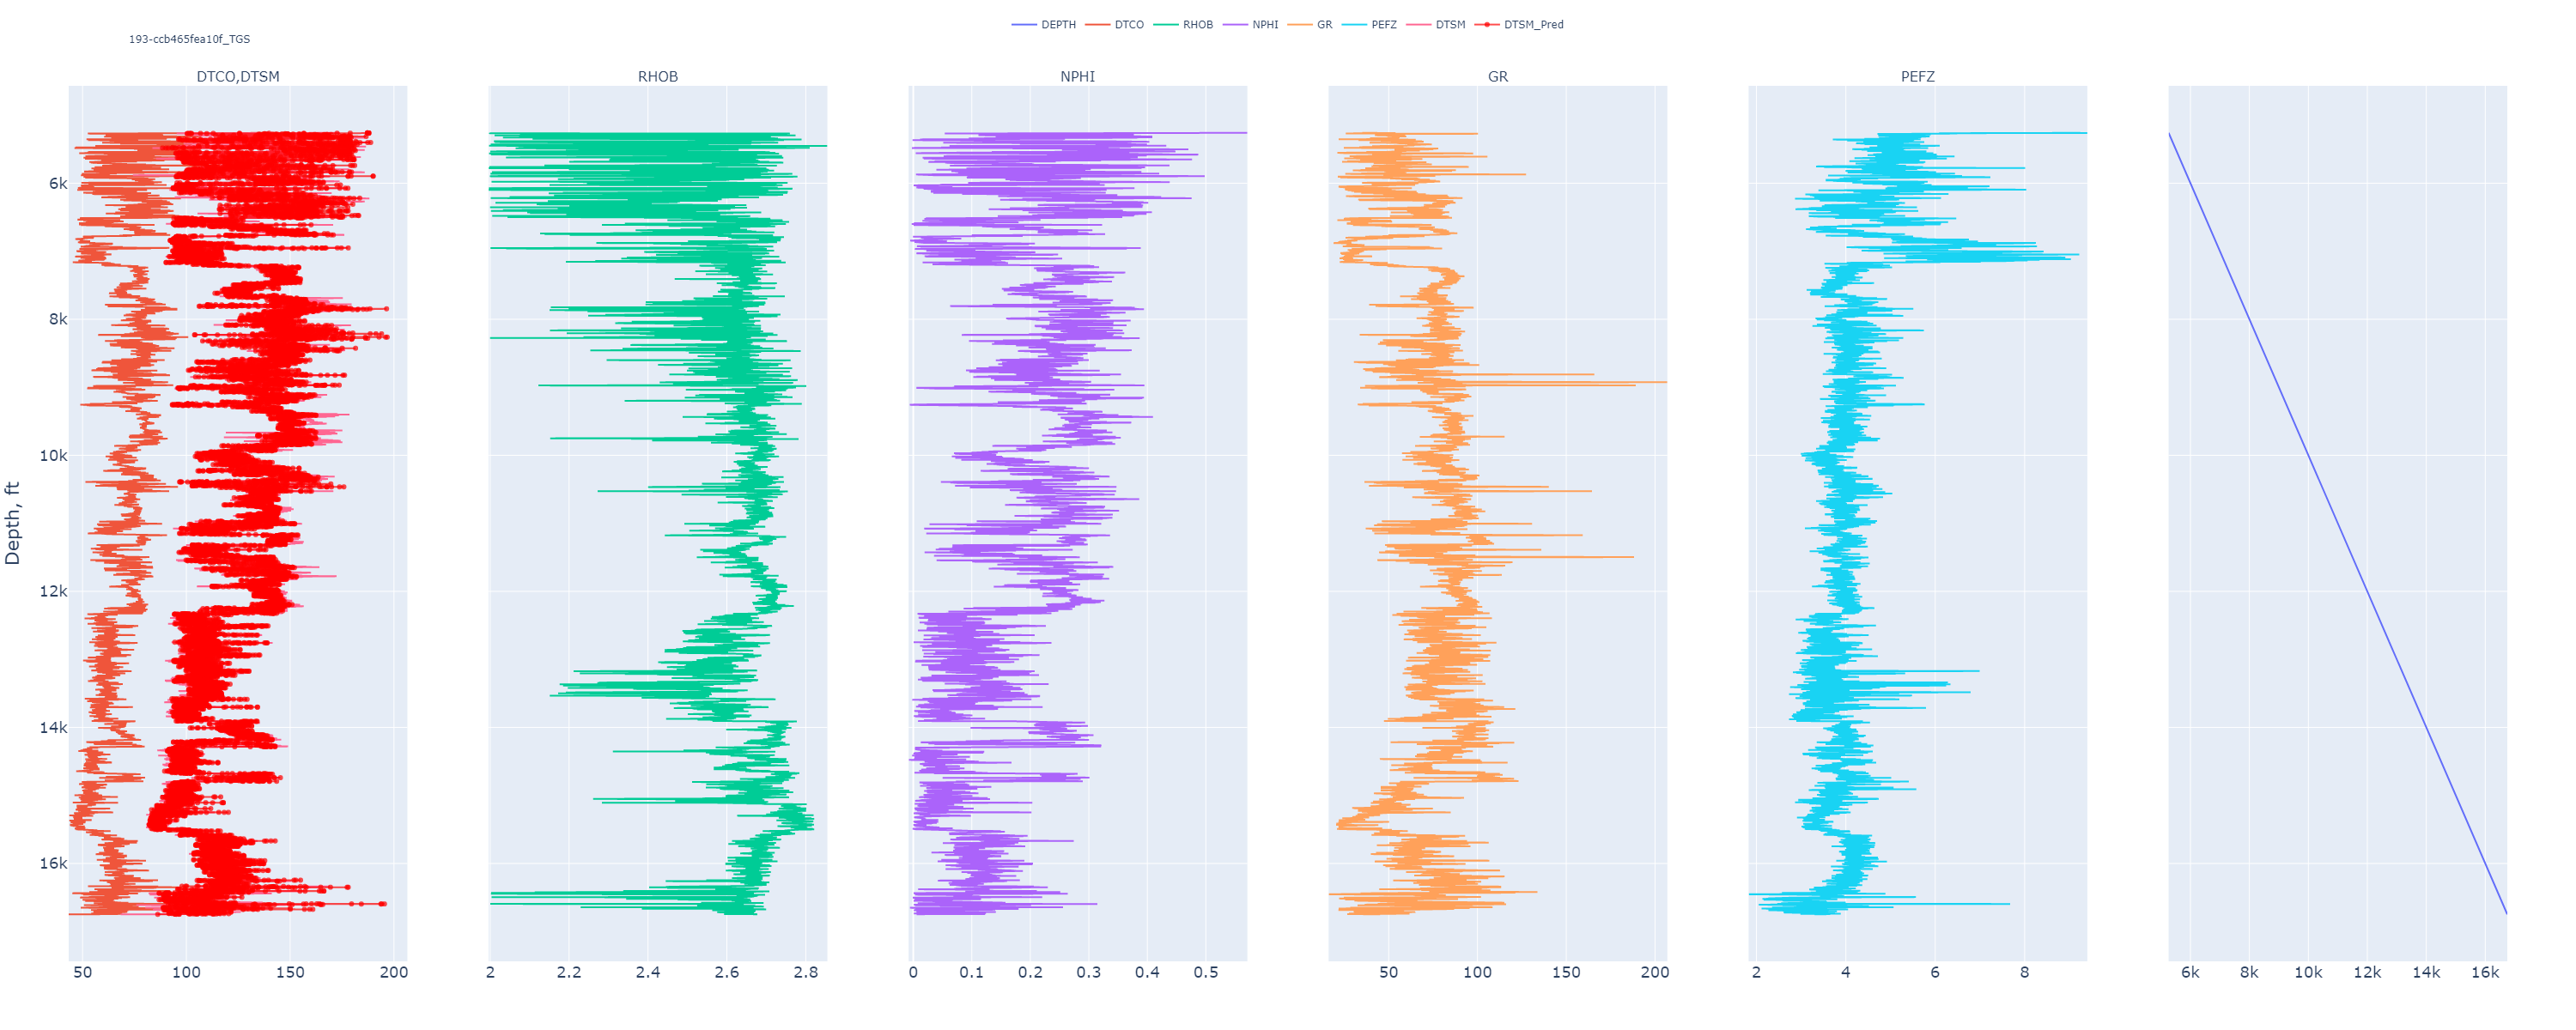 DEPTH DTCO RHOB NPHI GR PEFZ DTSM DTSM_Pred
193-ccb465fea10f_TGS
DTCO,DTSM RHOB NPHI GR PEFZ
6k
8k
10k
Depth, ft
12k
14k
16k
50 100 150 200 2 2.2 2.4 2.6 2.8 0 0.1 0.2 0.3 0.4 0.5 50 100 150 200 2 4 6 8 6k 8k 10k 12k 14k 16k